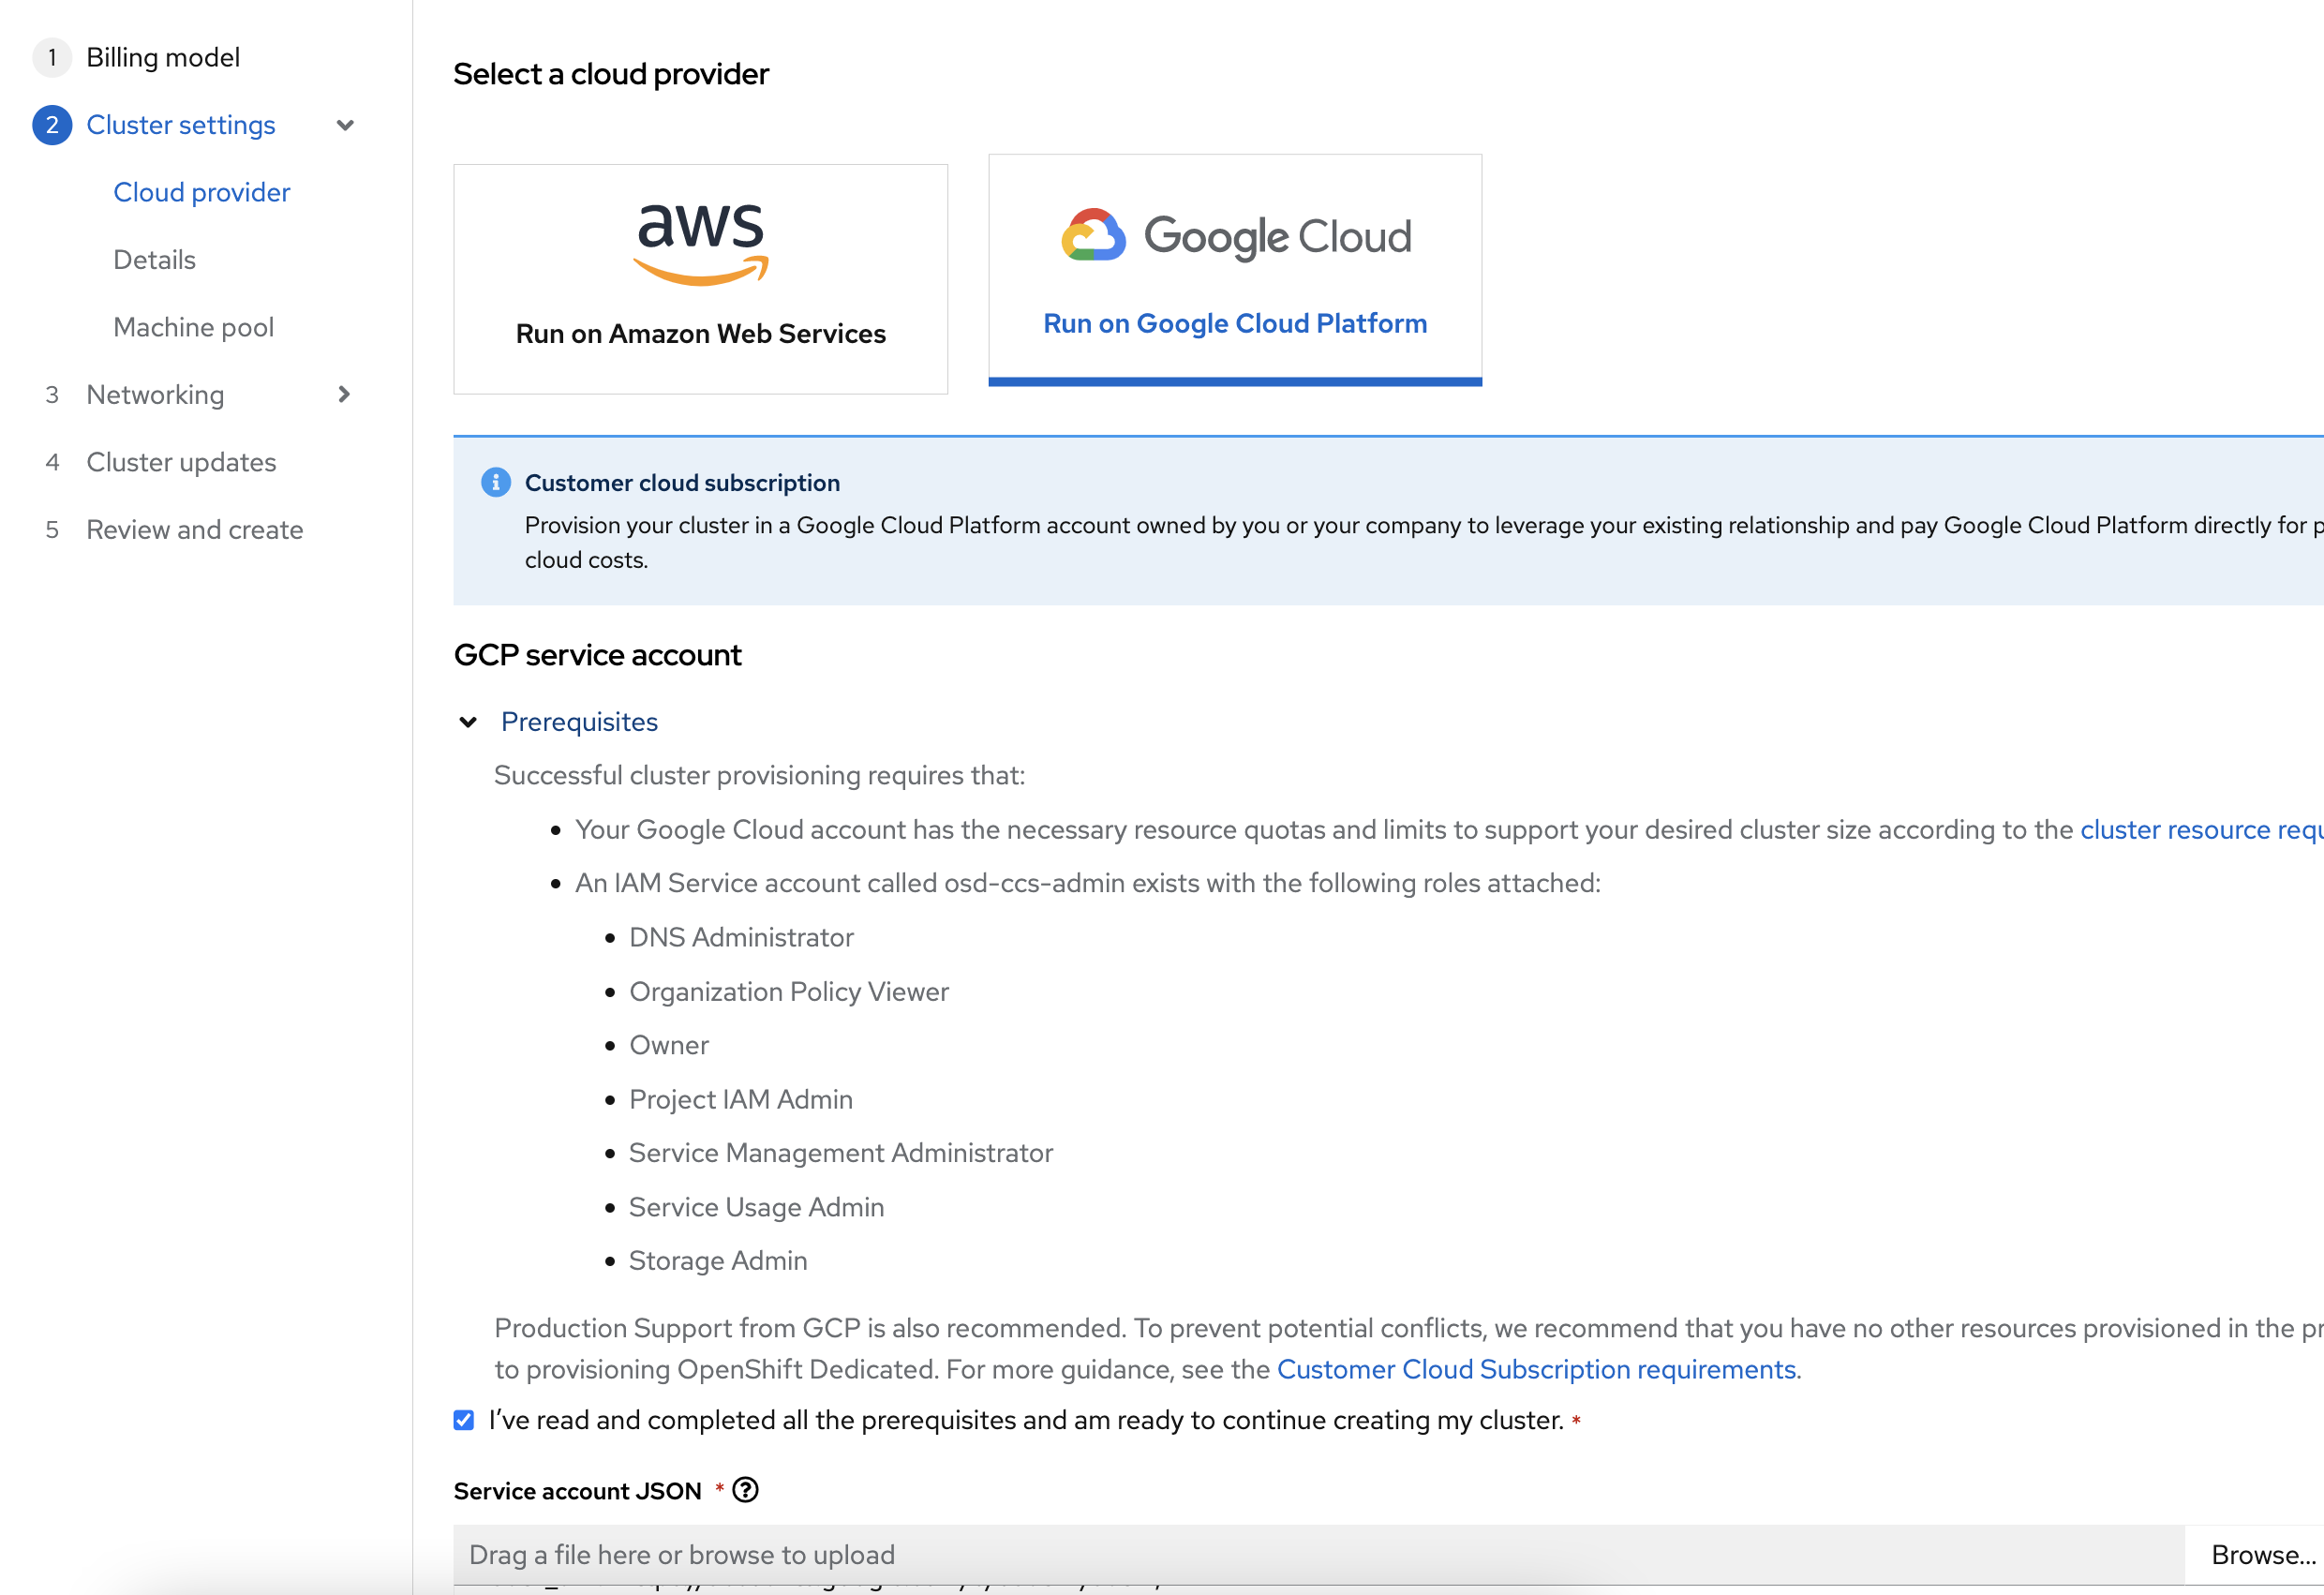 1 Billing model
2 Cluster settings
Cloud provider
Details
Machine pool
3 Networking
4 Cluster updates
5 Review and create
Select a cloud provider
aws
Run on Amazon Web Services
Google Cloud
Run on Google Cloud Platform
Customer cloud subscription
Provision your cluster in a Google Cloud Platform account owned by you or your company to leverage your existing relationship and pay Google Cloud Platform directly for
cloud costs.
GCP service account
Prerequisites
Successful cluster provisioning requires that:
Your Google Cloud account has the necessary resource quotas and limits to support your desired cluster size according to the cluster resource
An IAM Service account called osd-ccs-admin exists with the following roles attached:
DNS Administrator
Organization Policy Viewer
Owner
Project IAM Admin
Service Management Administrator
Service Usage Admin
Storage Admin
Production Support from GCP is also recommended. To prevent potential conflicts, we recommend that you have no other resources provisioned in the
to provisioning OpenShift Dedicated. For more guidance, see the Customer Cloud Subscription requirements.
I've read and completed all the prerequisites and am ready to continue creating my cluster. *
Service account JSON *
Drag a file here or browse to upload
Browse...